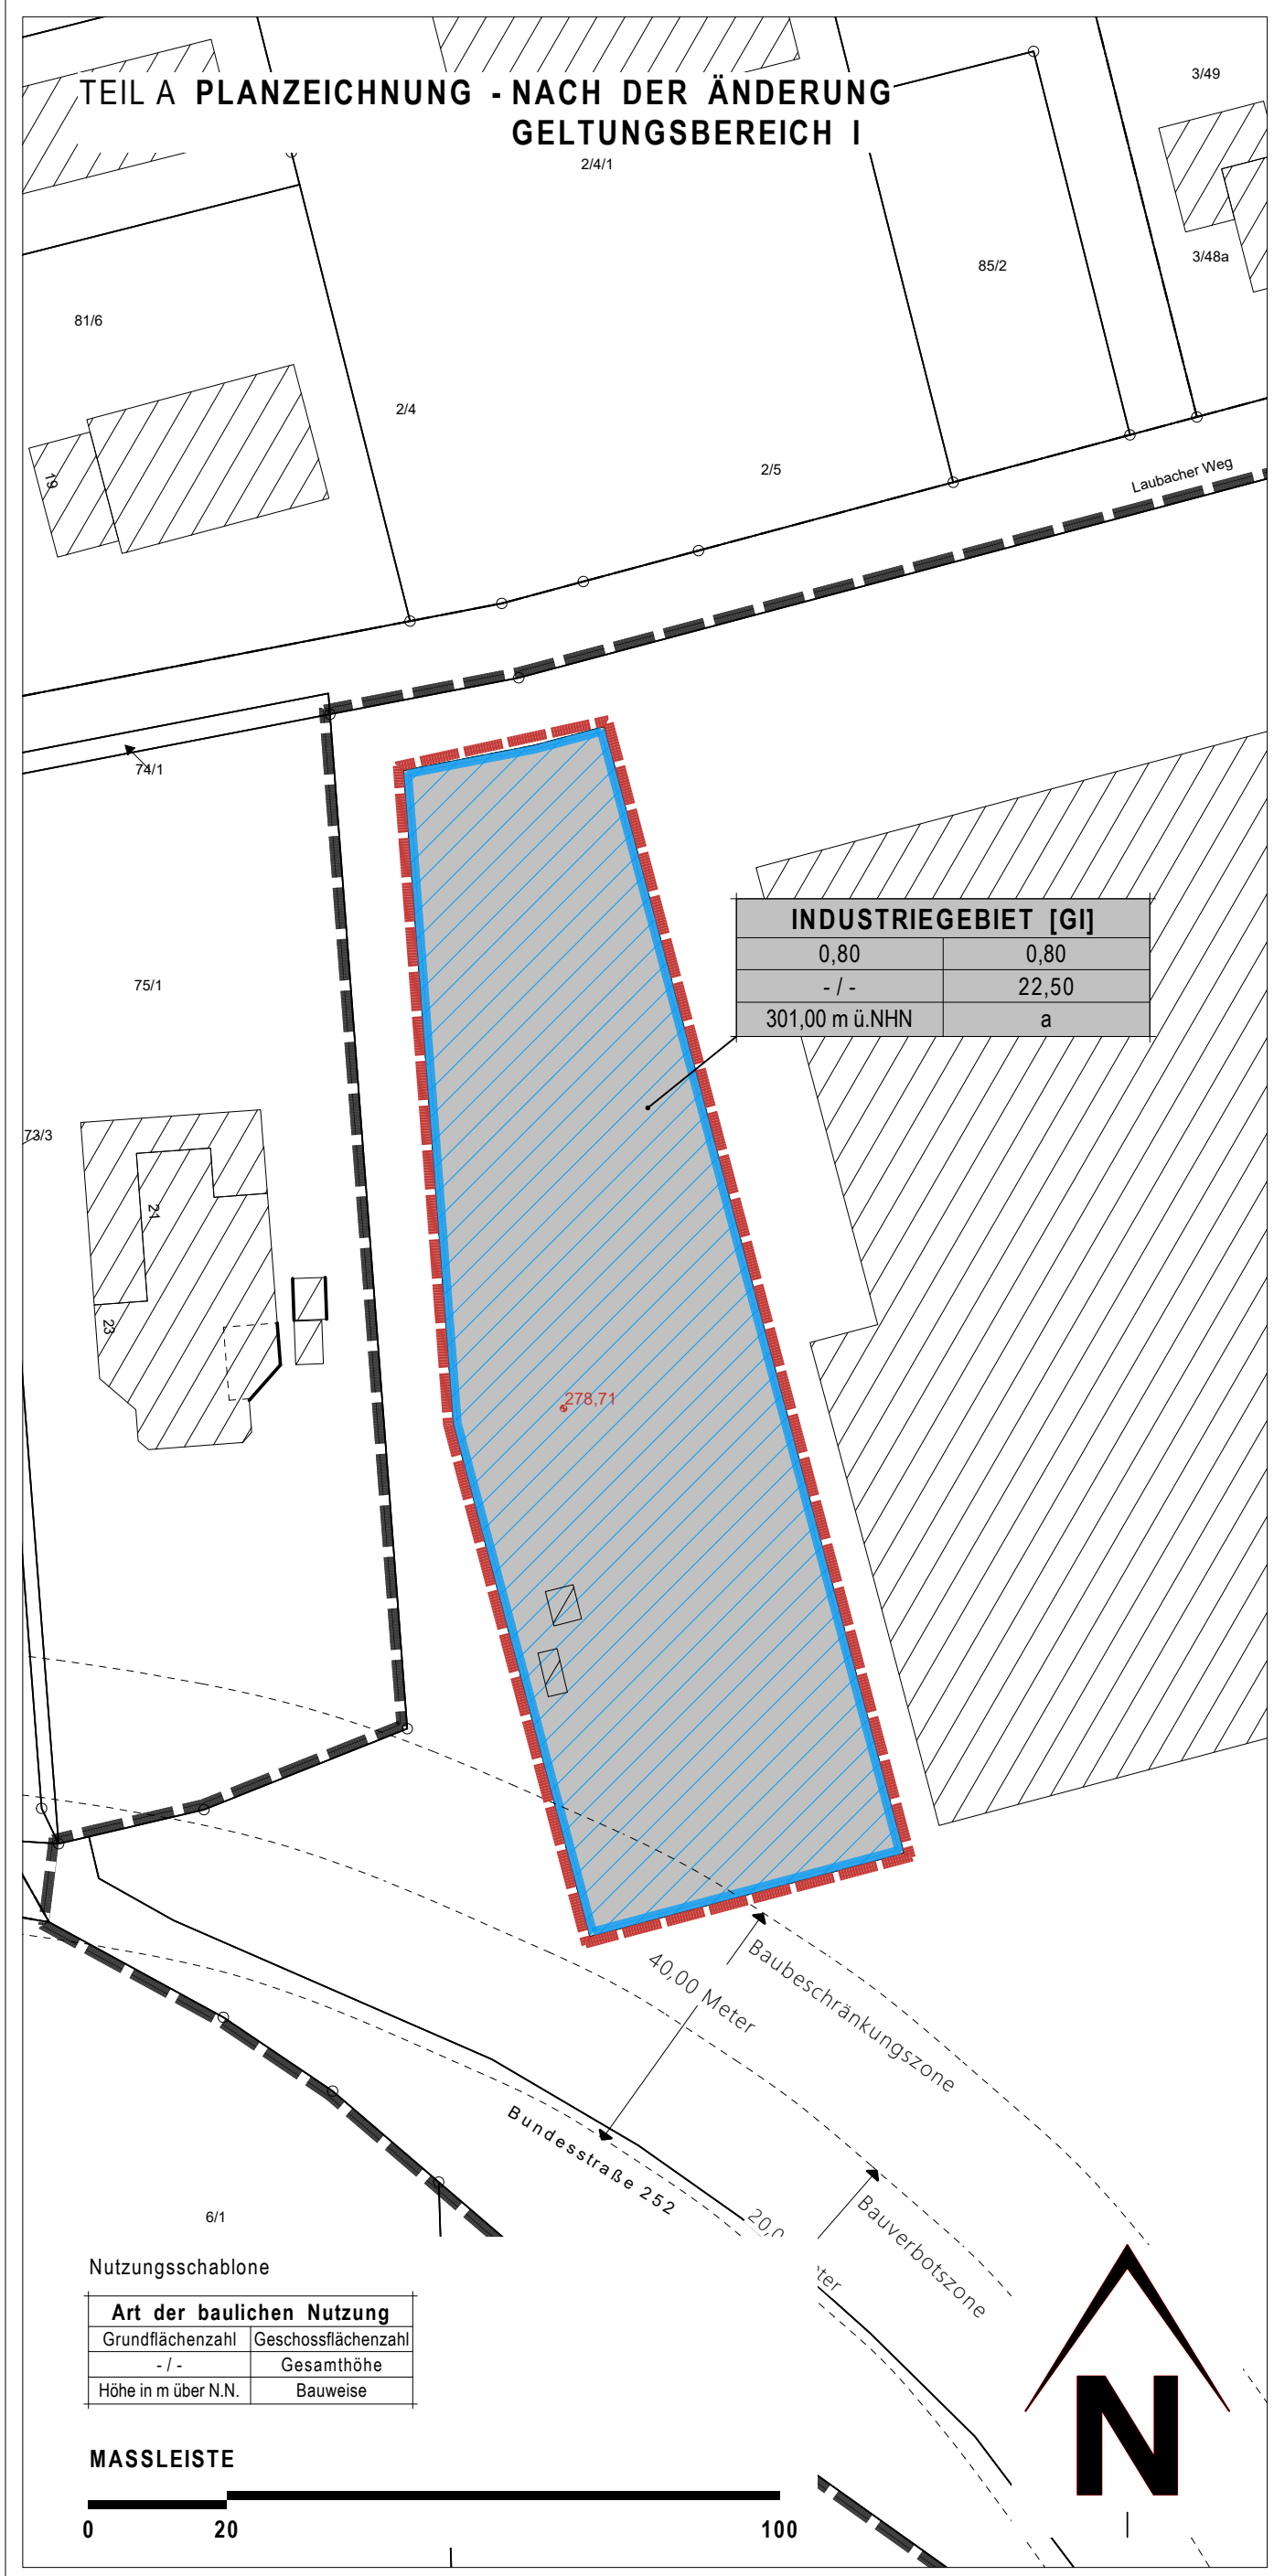 TEIL A PLANZEICHNUNG - NACH DER ÄNDERUNG
GELTUNGSBEREICH I
3/49
2/4/1
3/48a
85/2
81/6
2/4
2/5
19
Laubacher Weg
74/1
INDUSTRIEGEBIET [GI]
0,80 0,80
- / - 22,50
301,00 m ü.NHN a
75/1
73/3
21
23
278,71
40,00 Meter
Baubeschränkungszone
Bundesstraße 252
Bauverbotszone
6/1
Nutzungsschablone
Art der baulichen Nutzung
Grundflächenzahl Geschossflächenzahl
- / - Gesamthöhe
Höhe in m über N.N. Bauweise
MASSLEISTE
0 20 100
N